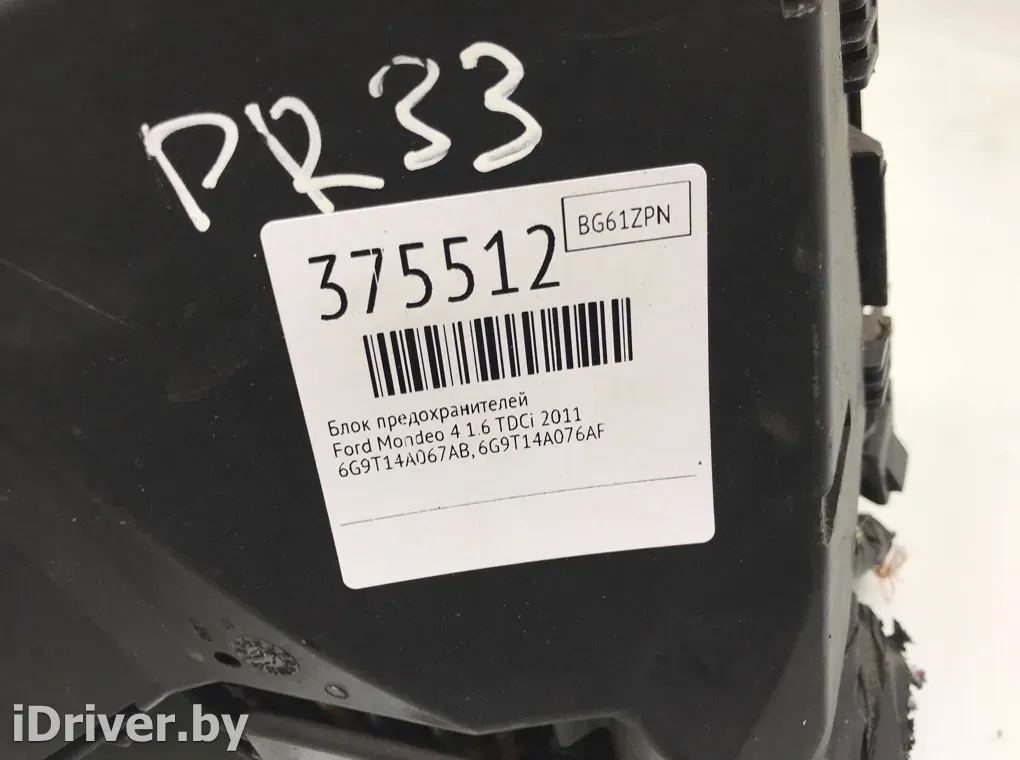 PR33
375512
BG61ZPN
Блок предохранителей
Ford Mondeo 4 1.6 TDCi 2011
6G9T14A067AB, 6G9T14A076AF
iDriver.by